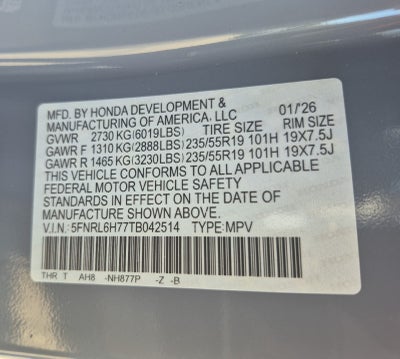 MFD. BY HONDA DEVELOPMENT &
MANUFACTURING OF AMERICA, LLC 01/26
GVWR 2730 KG(6019LBS) TIRE SIZE RIM SIZE
GAWR F 1310 KG(2888LBS) 235/55R19 101H 19X7.5J
GAWR R 1465 KG(3230LBS) 235/55R19 101H 19X7.5J
THIS VEHICLE CONFORMS TO ALL APPLICABLE
FEDERAL MOTOR VEHICLE SAFETY
STANDARDS IN EFFECT ON THE DATE OF
MANUFACTURE SHOWN ABOVE.
V.I.N.: 5FNRL6H77TB042514 TYPE:MPV
THR T AH8 -NH877P -Z -B